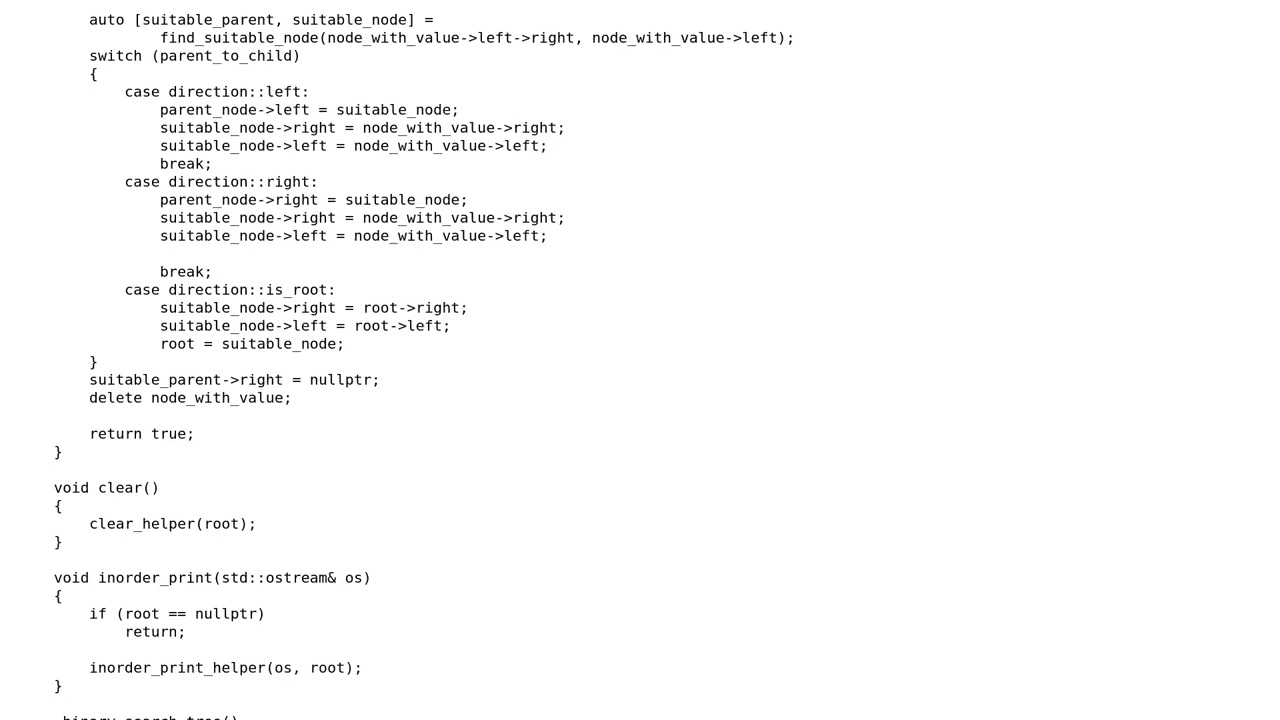 auto [suitable_parent, suitable_node] =
find_suitable_node(node_with_value->left->right, node_with_value->left);
switch (parent_to_child)
{
case direction::left:
parent_node->left = suitable_node;
suitable_node->right = node_with_value->right;
suitable_node->left = node_with_value->left;
break;
case direction::right:
parent_node->right = suitable_node;
suitable_node->right = node_with_value->right;
suitable_node->left = node_with_value->left;
break;
case direction::is_root:
suitable_node->right = root->right;
suitable_node->left = root->left;
root = suitable_node;
}
suitable_parent->right = nullptr;
delete node_with_value;
return true;
}
void clear()
{
clear_helper(root);
}
void inorder_print(std::ostream& os)
{
if (root == nullptr)
return;
inorder_print_helper(os, root);
}